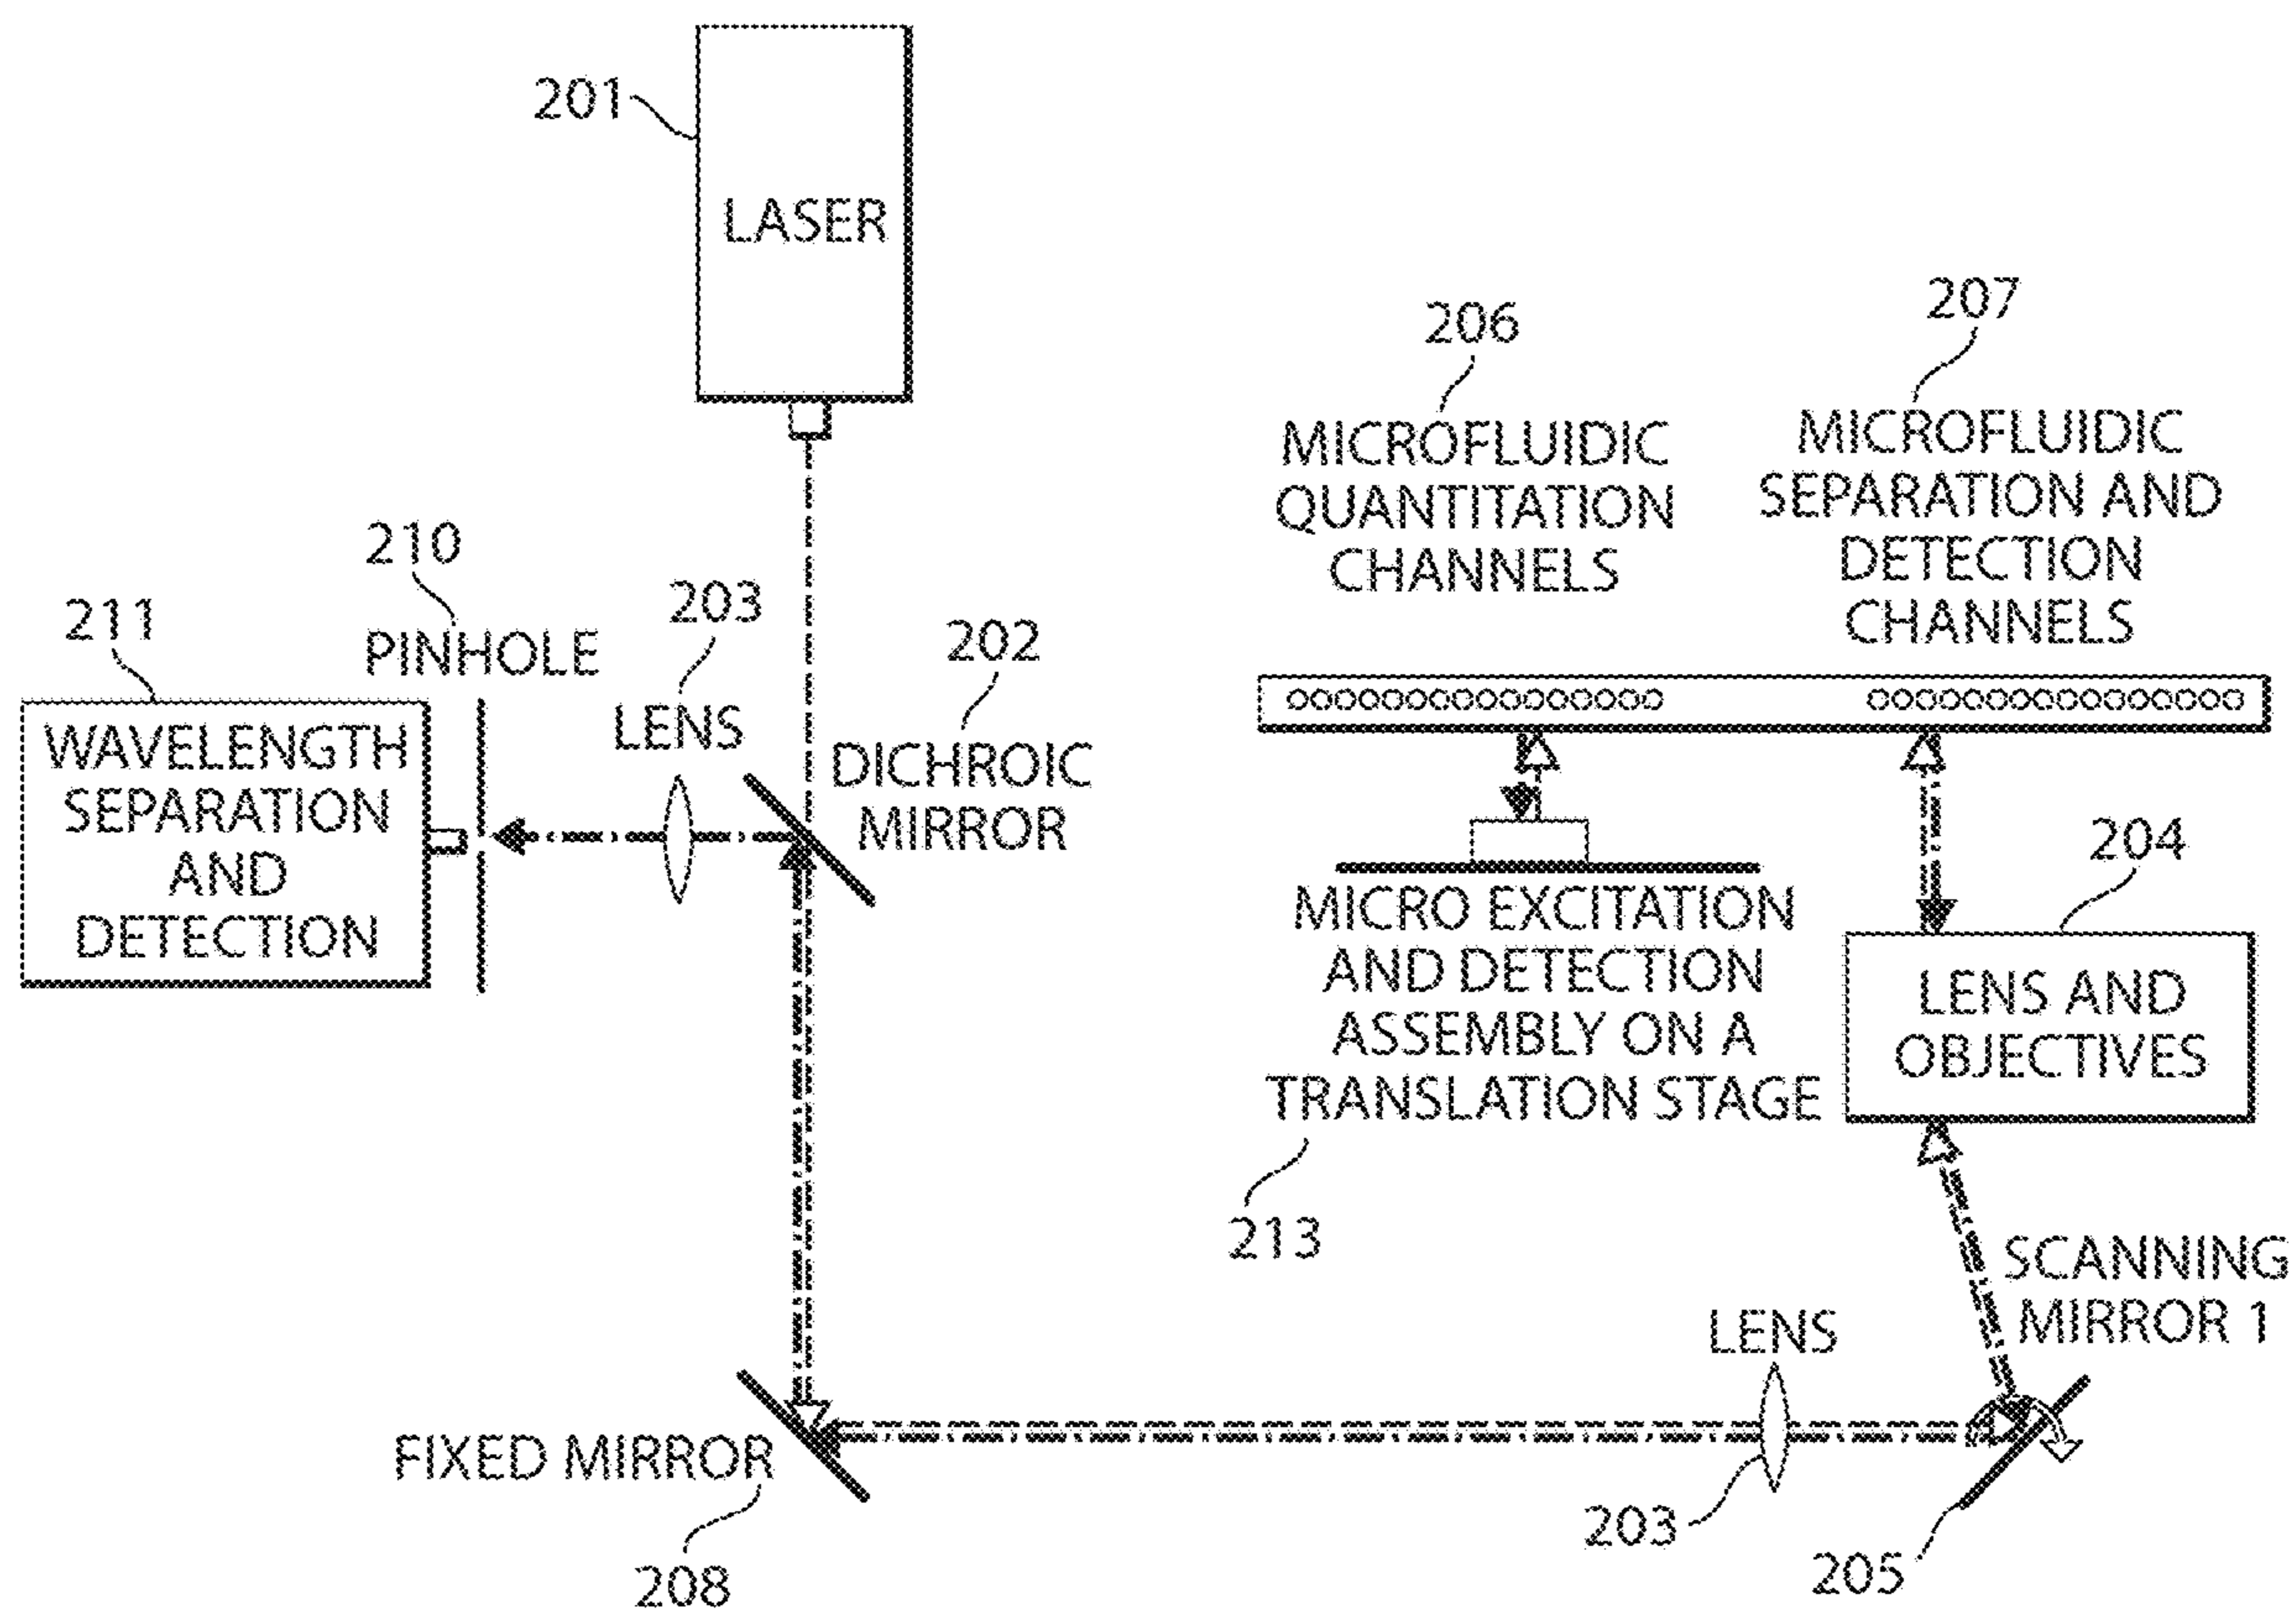 201
LASER
207
206
MICROFLUIDIC
QUANTITATION
CHANNELS
MICROFLUIDIC
SEPARATION AND
DETECTION
CHANNELS
210
PINHOLE
203
LENS
211
WAVELENGTH
SEPARATION
AND
DETECTION
202
DICHROIC
MIRROR
204
LENS AND
OBJECTIVES
MICRO EXCITATION
AND DETECTION
ASSEMBLY ON A
TRANSLATION STAGE
213
SCANNING
MIRROR 1
LENS
203
205
FIXED MIRROR
208